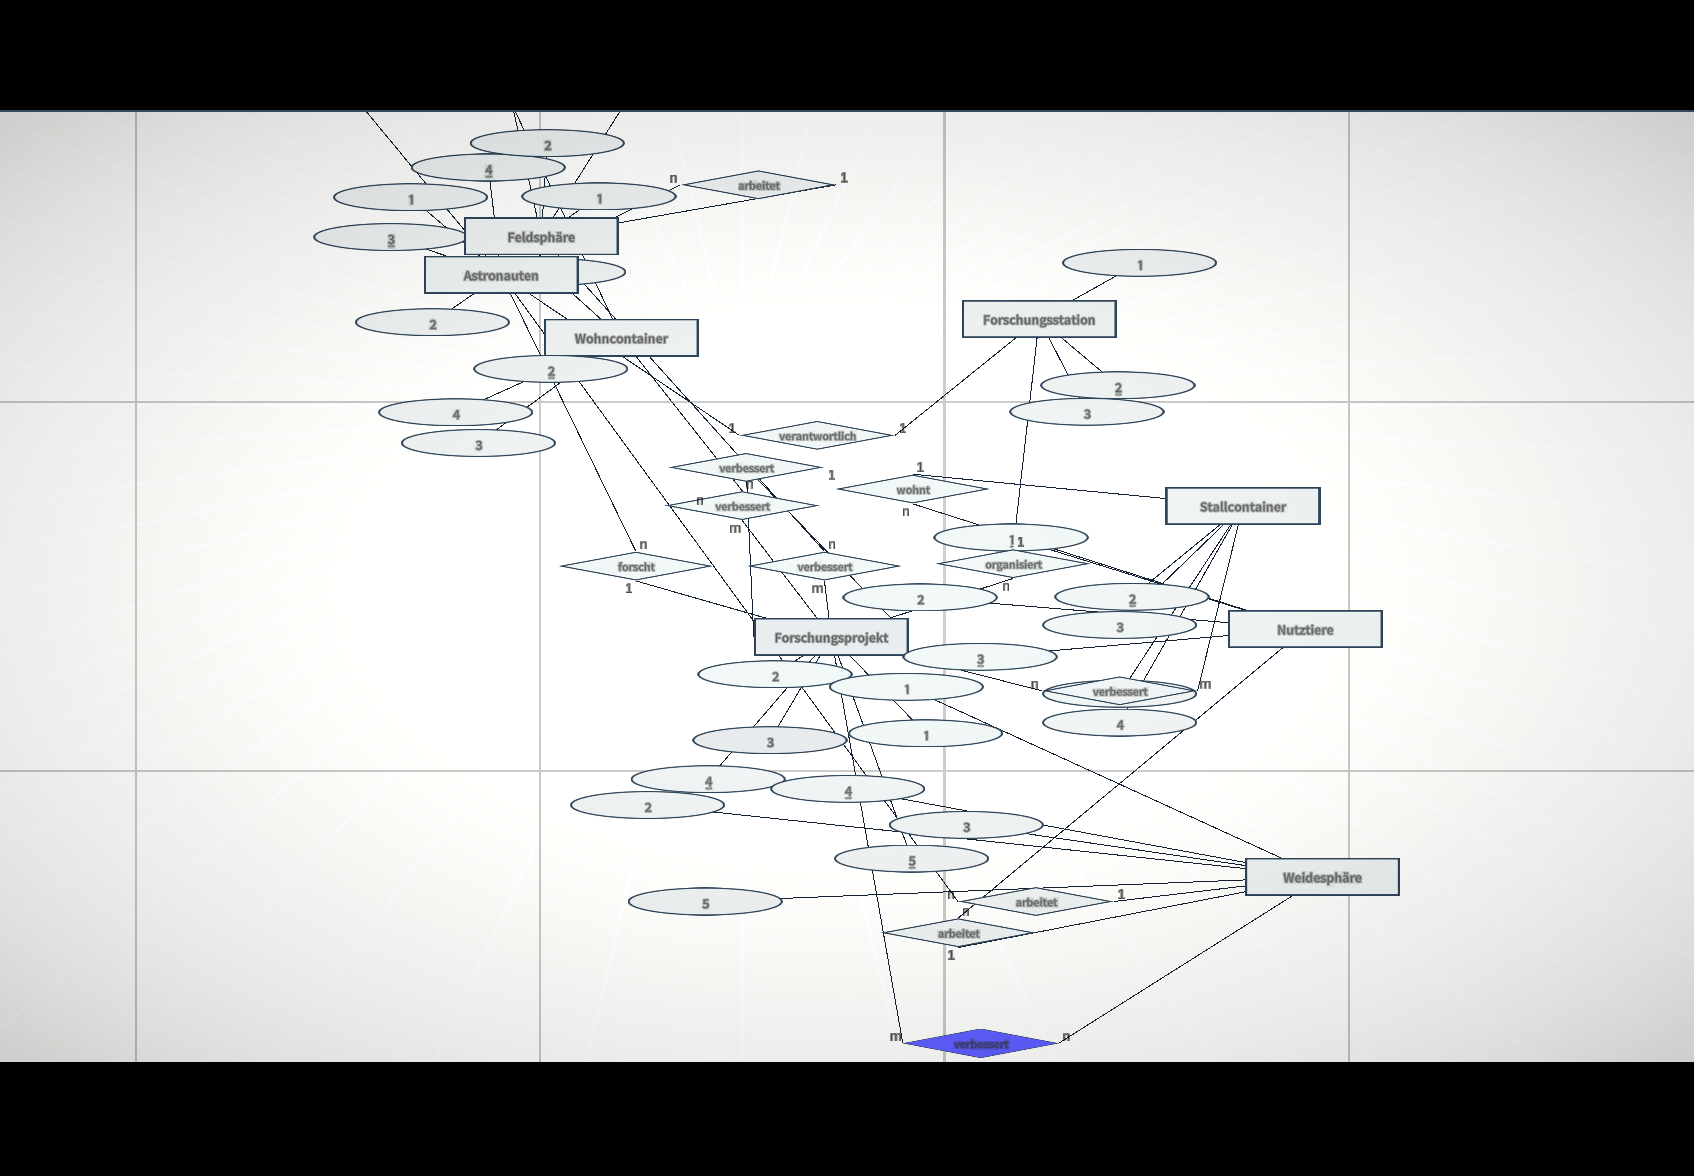 2
4
1
1
n
arbeitet
1
3
Feldsphäre
Astronauten
1
2
Wohncontainer
Forschungsstation
2
2
4
3
3
1
verantwortlich
1
verbessert
1
1
n
n
verbessert
m
wohnt
n
Stallcontainer
1
1
n
forscht
1
n
verbessert
m
organisiert
n
2
2
3
Nutztiere
Forschungsprojekt
3
2
1
n
verbessert
m
4
3
1
4
4
2
3
5
5
n
arbeitet
1
n
arbeitet
1
m
verbessert
n
Weidesphäre